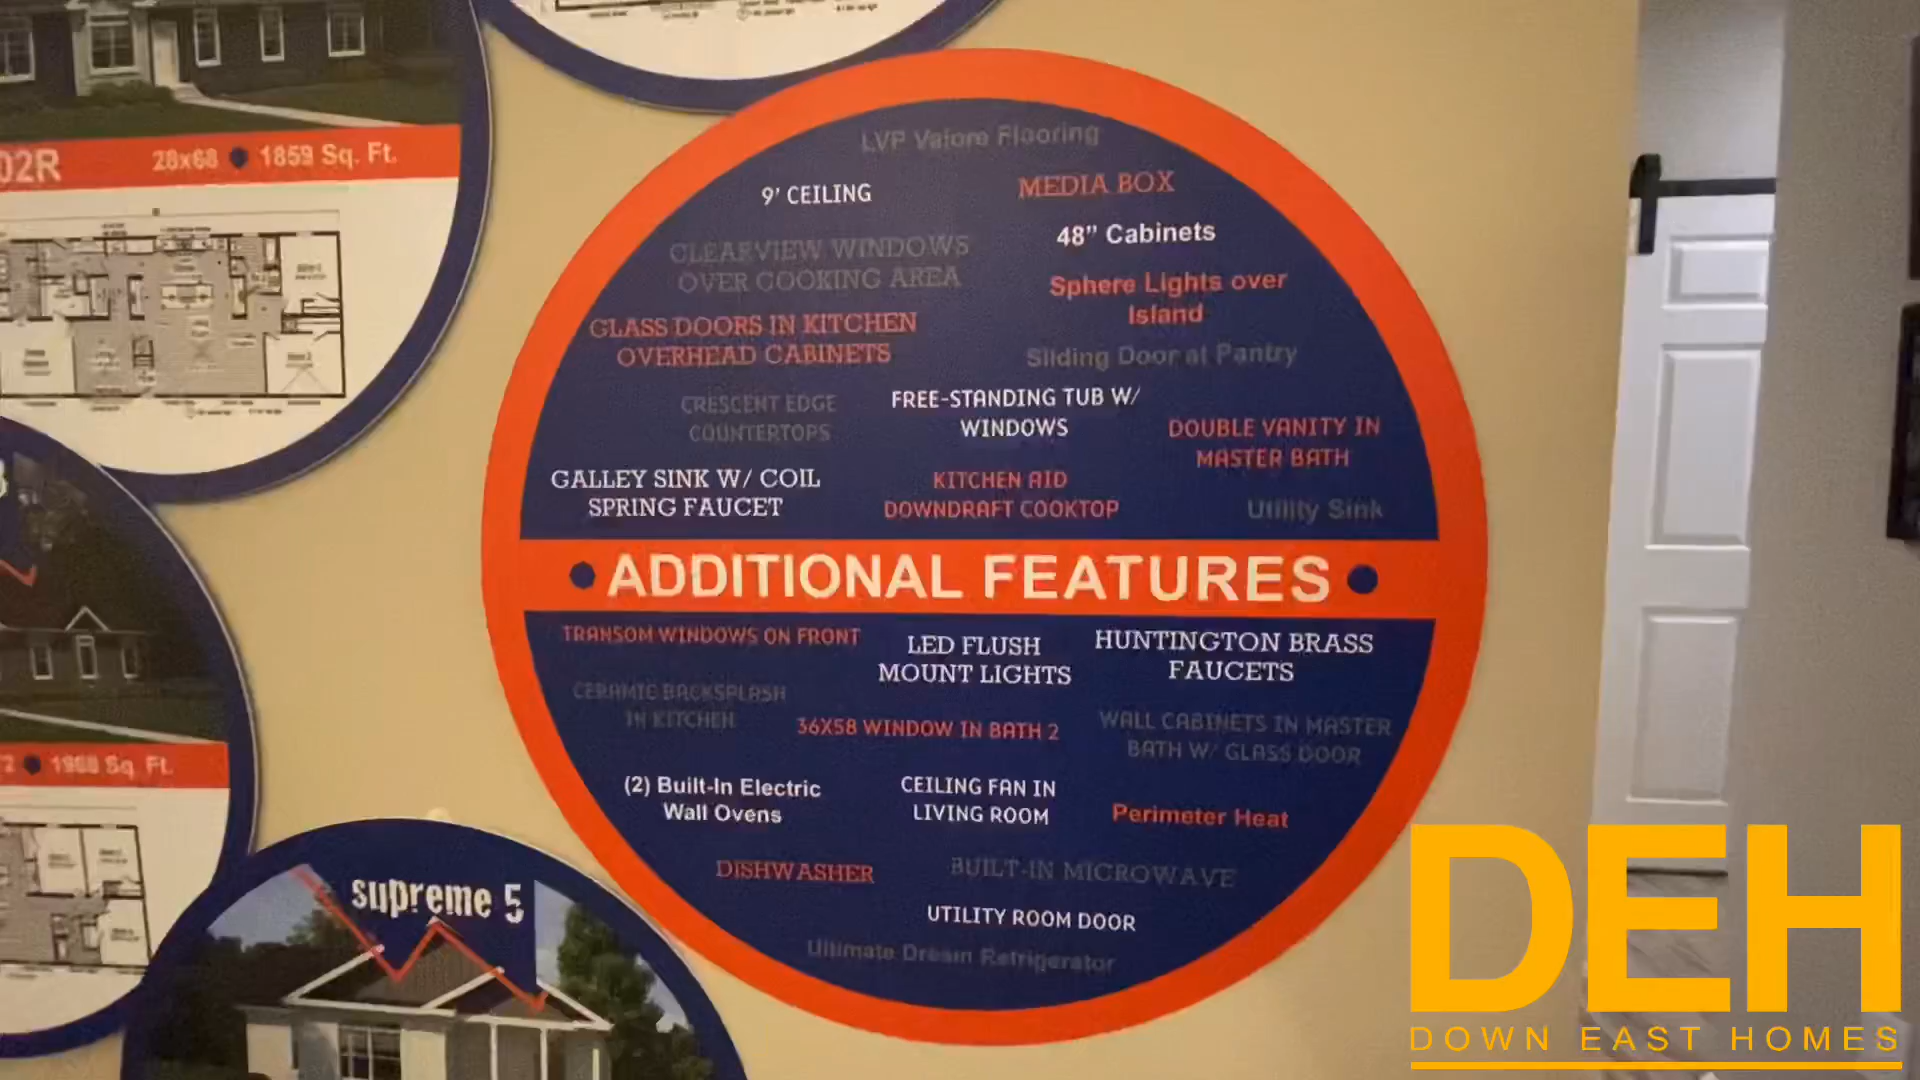 02R 28x68 • 1859 Sq. Ft.
LVP Valore Flooring
9' CEILING
MEDIA BOX
CLEARVIEW WINDOWS
OVER COOKING AREA
48” Cabinets
Sphere Lights over
Island
GLASS DOORS IN KITCHEN
OVERHEAD CABINETS
Sliding Door at Pantry
CRESCENT EDGE
COUNTERTOPS
FREE-STANDING TUB W/
WINDOWS
DOUBLE VANITY IN
MASTER BATH
GALLEY SINK W/ COIL
SPRING FAUCET
KITCHEN AID
DOWNDRAFT COOKTOP
Utility Sink
• ADDITIONAL FEATURES •
TRANSOM WINDOWS ON FRONT
LED FLUSH
MOUNT LIGHTS
HUNTINGTON BRASS
FAUCETS
CERAMIC BACKSPLASH
IN KITCHEN
36X58 WINDOW IN BATH 2
WALL CABINETS IN MASTER
BATH W/ GLASS DOOR
(2) Built-In Electric
Wall Ovens
CEILING FAN IN
LIVING ROOM
Perimeter Heat
DISHWASHER
BUILT-IN MICROWAVE
UTILITY ROOM DOOR
Ultimate Dream Refrigerator
2 • 1968 Sq. Ft.
supreme 5
DEH
DOWN EAST HOMES